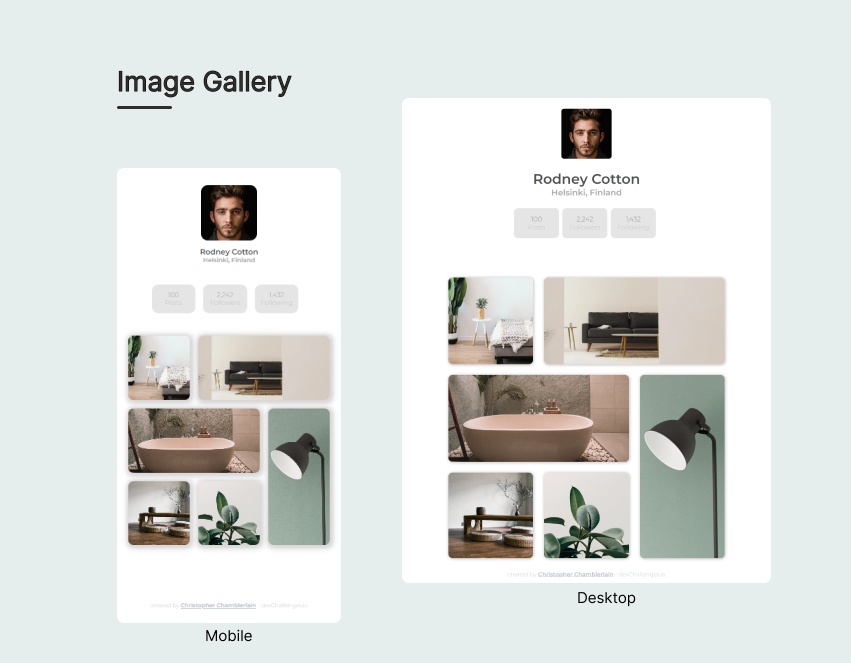 Image Gallery
Rodney Cotton
Helsinki, Finland
100
Posts
2,242
Followers
1,432
Following
created by Christopher Chamberlain - devChallenges.io
Mobile
Rodney Cotton
Helsinki, Finland
100
Posts
2,242
Followers
1,432
Following
created by Christopher Chamberlain - devChallenges.io
Desktop